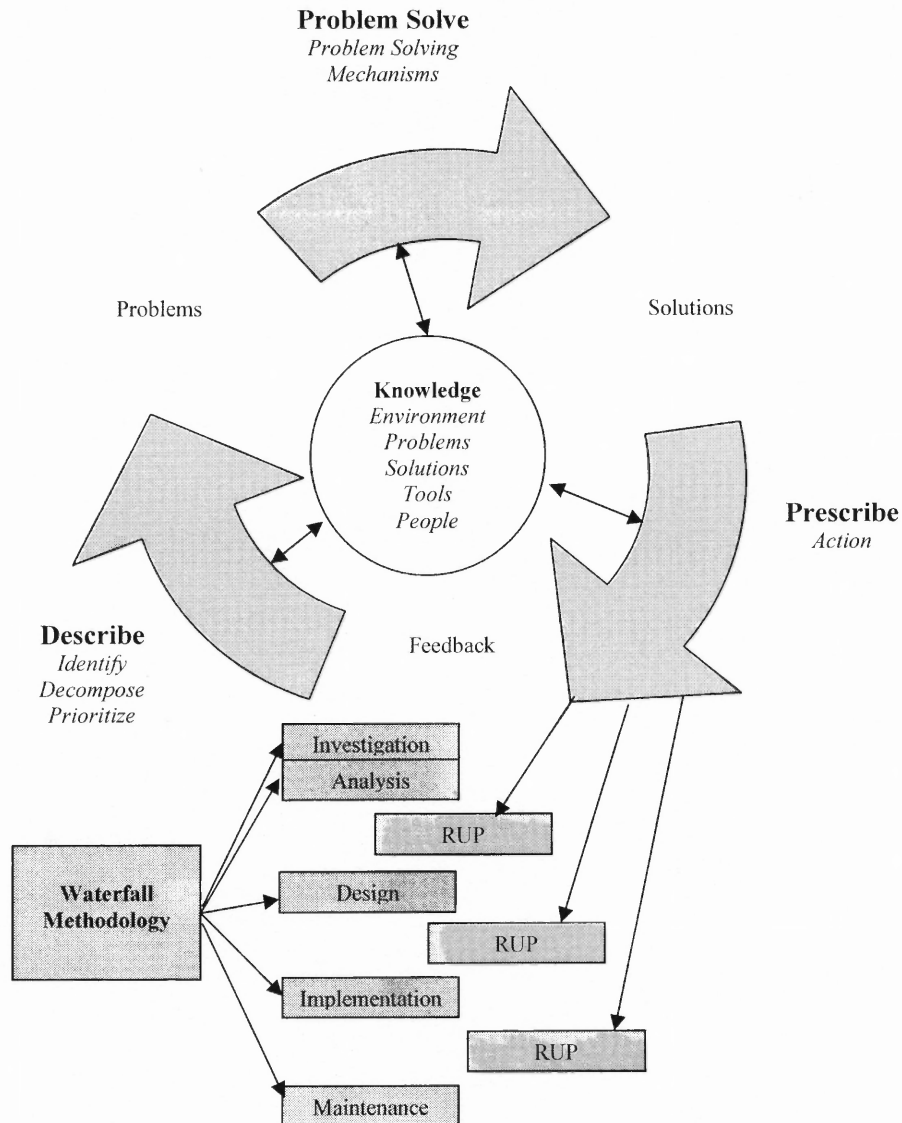 Problem Solve
Problem Solving
Mechanisms
Problems
Solutions
Knowledge
Environment
Problems
Solutions
Tools
People
Prescribe
Action
Describe
Identify
Decompose
Prioritize
Feedback
Investigation
Analysis
RUP
Waterfall
Methodology
Design
RUP
Implementation
RUP
Maintenance